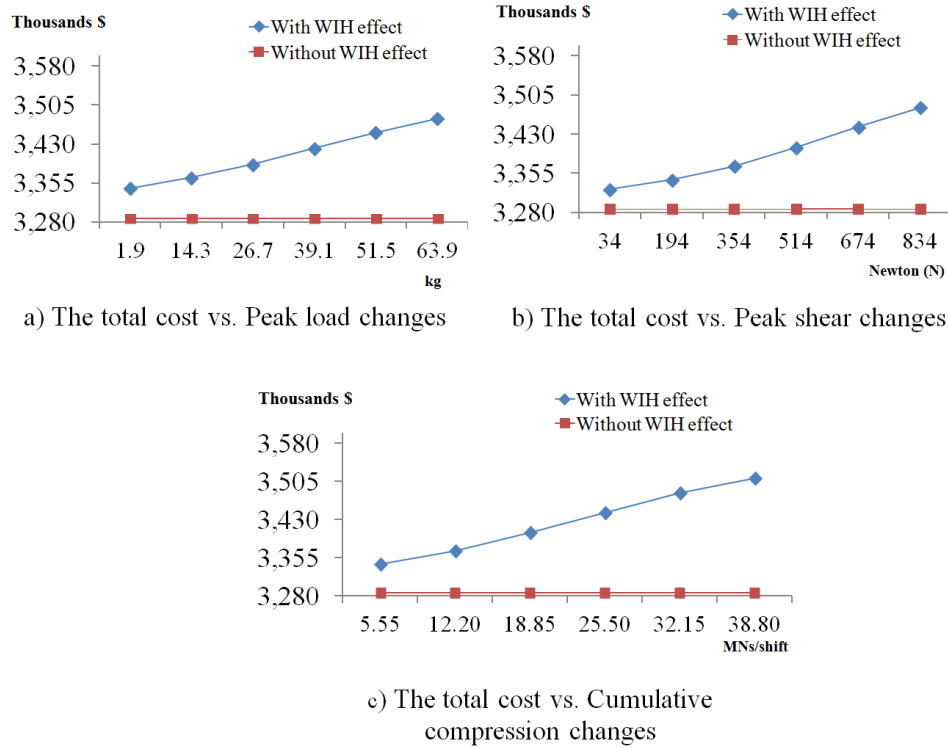 Thousands $
With WIH effect
Without WIH effect
3,580
3,505
3,430
3,355
3,280
1.9 14.3 26.7 39.1 51.5 63.9
kg
a) The total cost vs. Peak load changes
Thousands $
With WIH effect
Without WIH effect
3,580
3,505
3,430
3,355
3,280
34 194 354 514 674 834
Newton (N)
b) The total cost vs. Peak shear changes
Thousands $
With WIH effect
Without WIH effect
3,580
3,505
3,430
3,355
3,280
5.55 12.20 18.85 25.50 32.15 38.80
MNs/shift
c) The total cost vs. Cumulative
compression changes